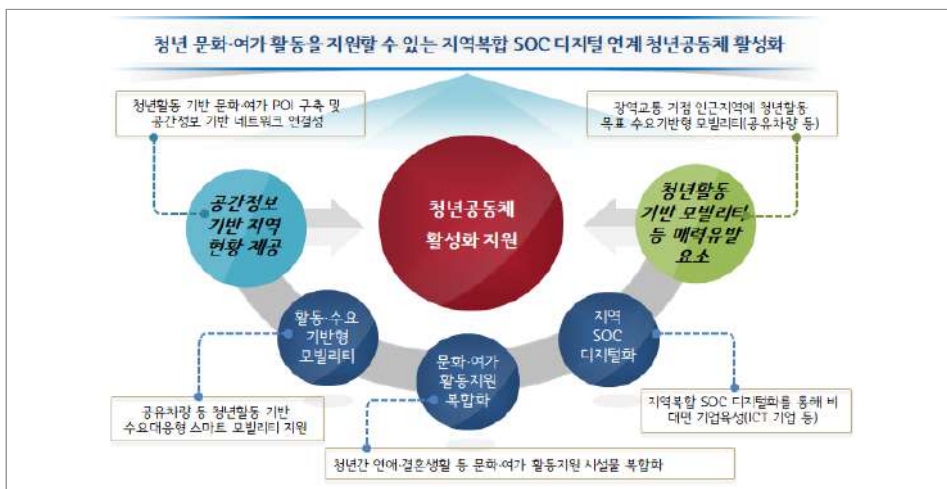 청년 문화·여가 활동을 지원할 수 있는 지역복합 SOC 디지털 연계 청년공동체 활성화
청년활동 기반 문화·여가 POI 구축 및
공간정보 기반 네트워크 연결성
광역교통 거점 인근지역에 청년활동
목표 수요기반형 모빌리티(공유차량 등)
공간정보
기반 지역
현황 제공
청년공동체
활성화 지원
청년활동
기반 모빌리티
등 매력유발
요소
활동·수요
기반형
모빌리티
문화·여가
활동지원
복합화
지역
SOC
디지털화
공유차량 등 청년활동 기반
수요대응형 스마트 모빌리티 지원
지역복합 SOC 디지털화를 통해 비
대면 기업육성(ICT 기업 등)
청년간 연애·결혼생활 등 문화·여가 활동지원 시설물 복합화